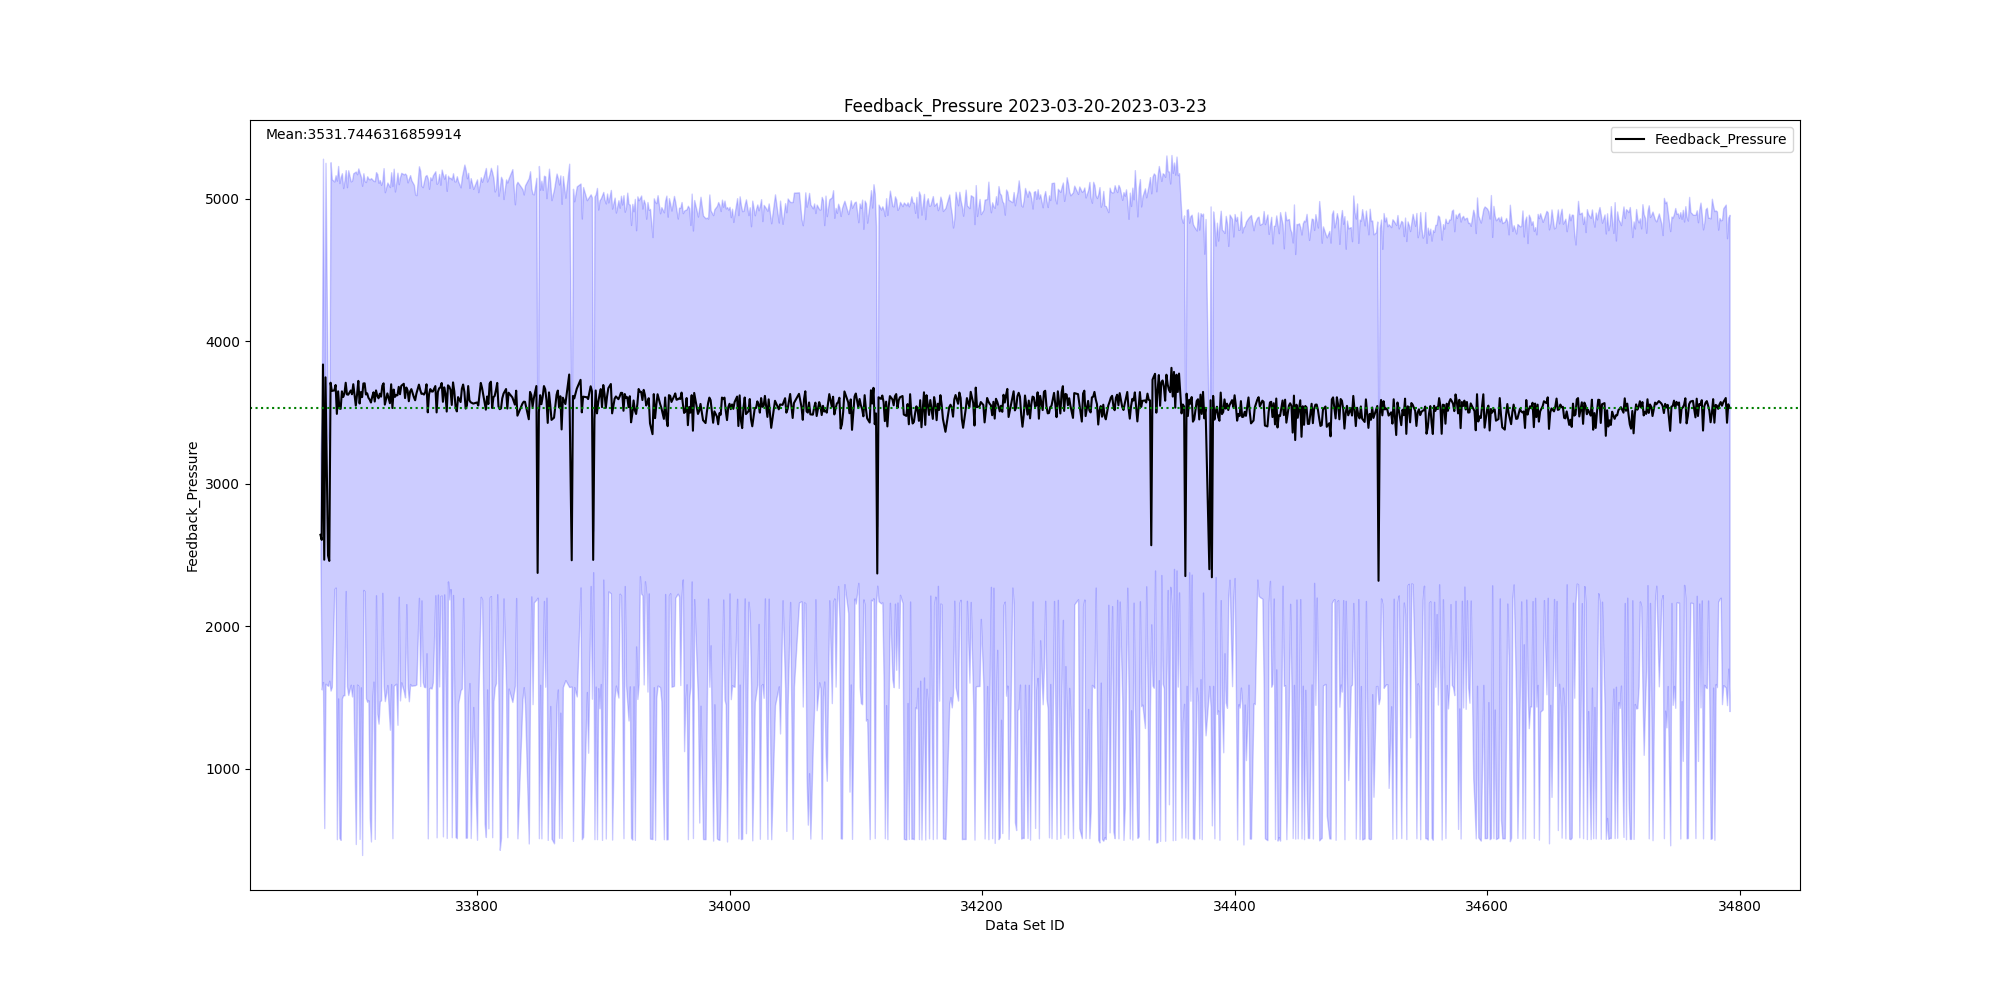 Feedback_Pressure 2023-03-20-2023-03-23
Mean:3531.7446316859914
Feedback_Pressure
5000
4000
3000
2000
1000
Feedback_Pressure
33800
34000
34200
34400
34600
34800
Data Set ID